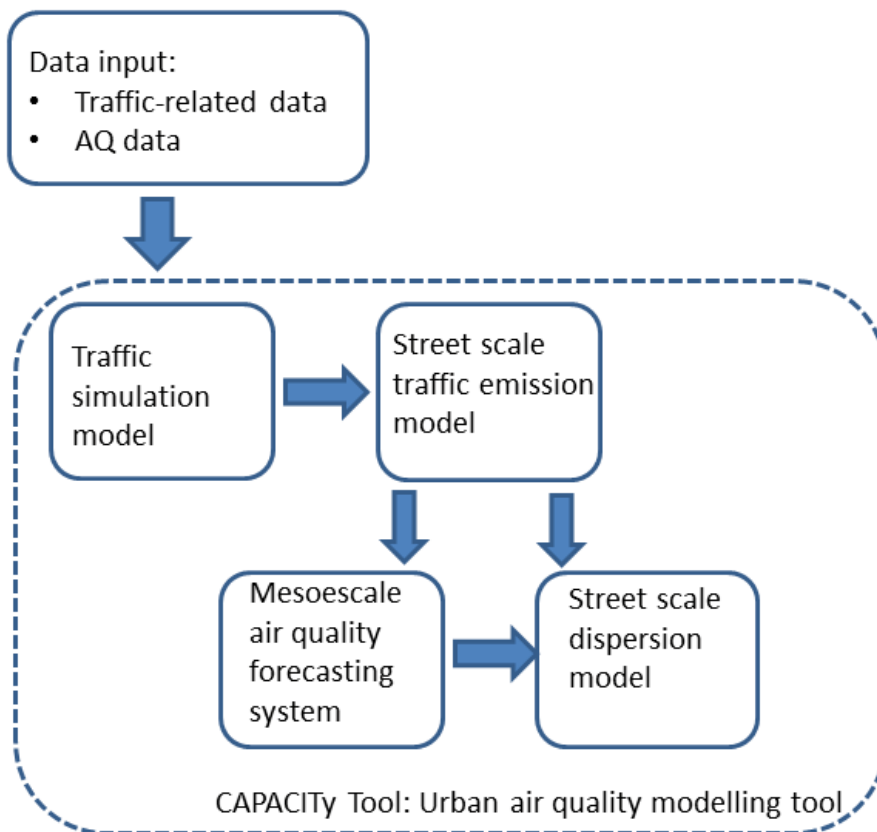 Data input:
• Traffic-related data
• AQ data
Traffic
simulation
model
Street scale
traffic emission
model
Mesoescale
air quality
forecasting
system
Street scale
dispersion
model
CAPACITy Tool: Urban air quality modelling tool